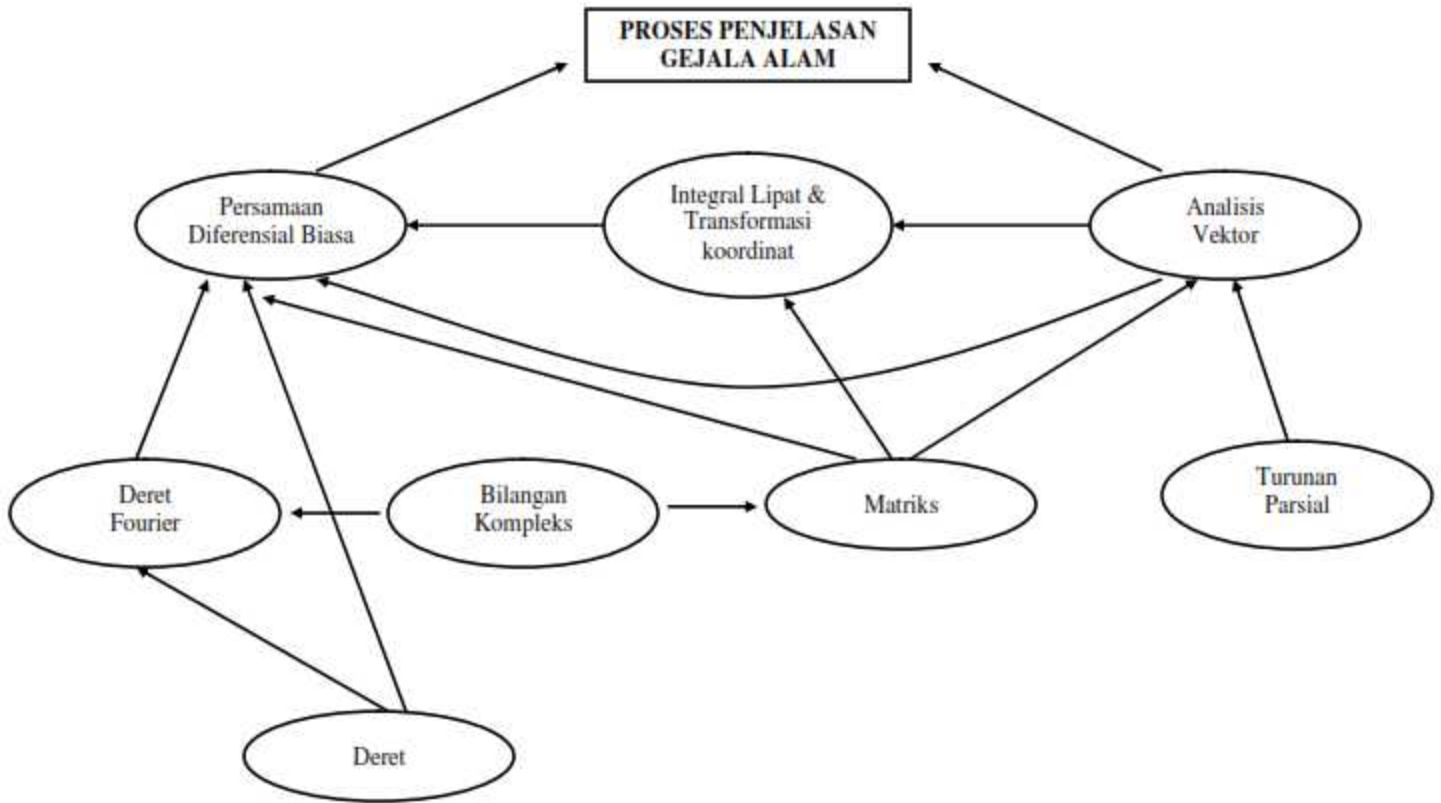 PROSES PENJELASAN
GEJALA ALAM
Persamaan
Diferensial Biasa
Integral Lipat &
Transformasi
koordinat
Analisis
Vektor
Deret
Fourier
Bilangan
Kompleks
Matriks
Turunan
Parsial
Deret